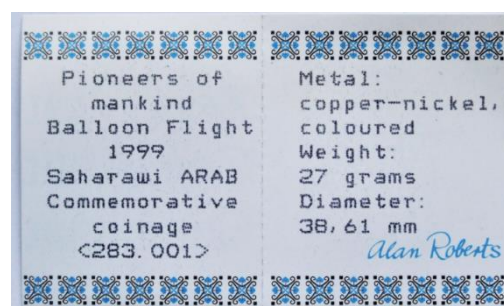 Pioneers of
mankind
Balloon Flight
1999
Saharawi ARAB
Commemorative
coinage
<283.001>
Metal:
copper-nickel,
coloured
Weight:
27 grams
Diameter:
38,61 mm
Alan Roberts